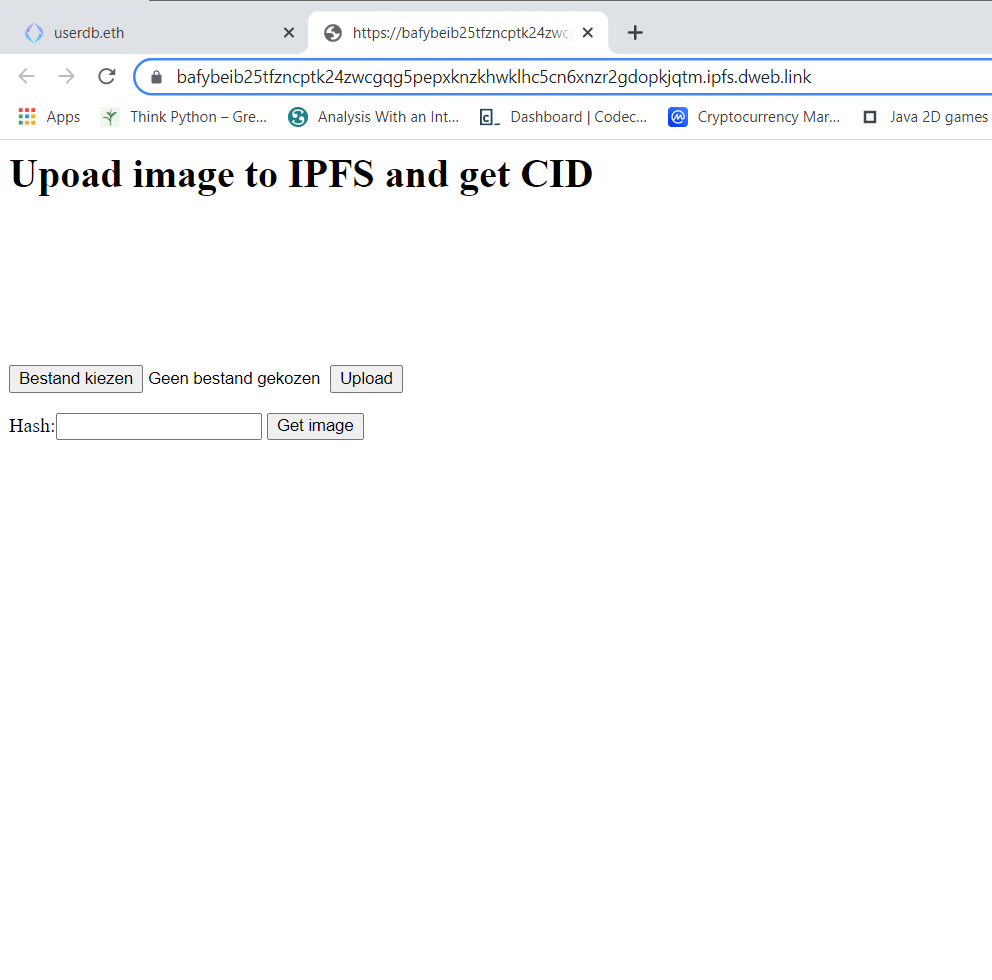 userdb.eth
https://bafybeib25tfzncptk24zwc
bafybeib25tfzncptk24zwcgqg5pepxknzkhwklhc5cn6xnzr2gdopkjqtm.ipfs.dweb.link
Apps Think Python – Gre... Analysis With an Int... Dashboard | Codec... Cryptocurrency Mar... Java 2D games
Upoad image to IPFS and get CID
Bestand kiezen Geen bestand gekozen Upload
Hash: Get image